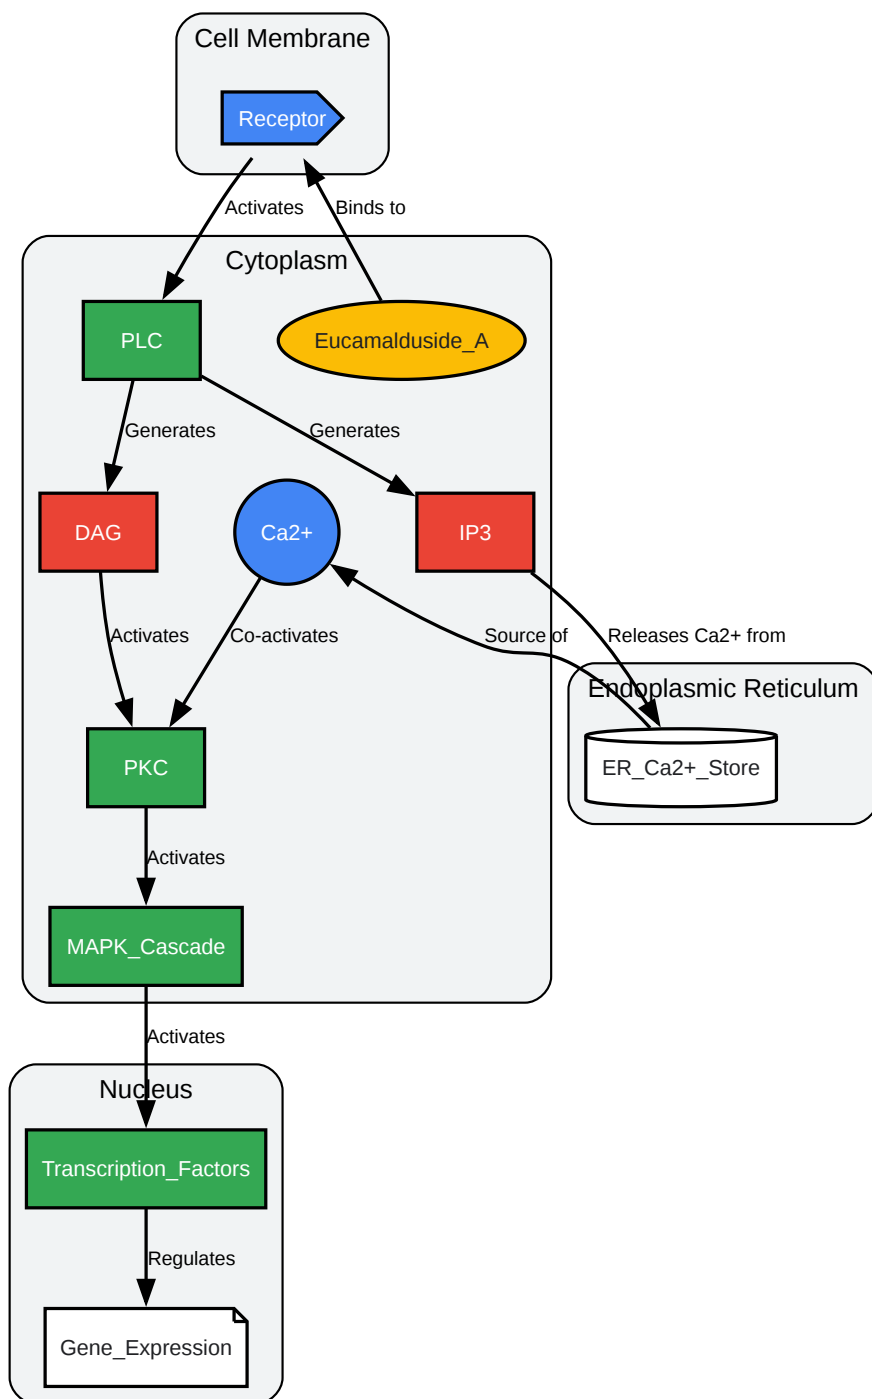 Cell Membrane
Receptor
Activates
Binds to
Cytoplasm
PLC
Eucamalduside_A
Generates
Generates
DAG
Ca2+
IP3
Activates
Co-activates
Source of
Releases Ca2+ from
Endoplasmic Reticulum
PKC
ER_Ca2+_Store
Activates
MAPK_Cascade
Activates
Nucleus
Transcription_Factors
Regulates
Gene_Expression